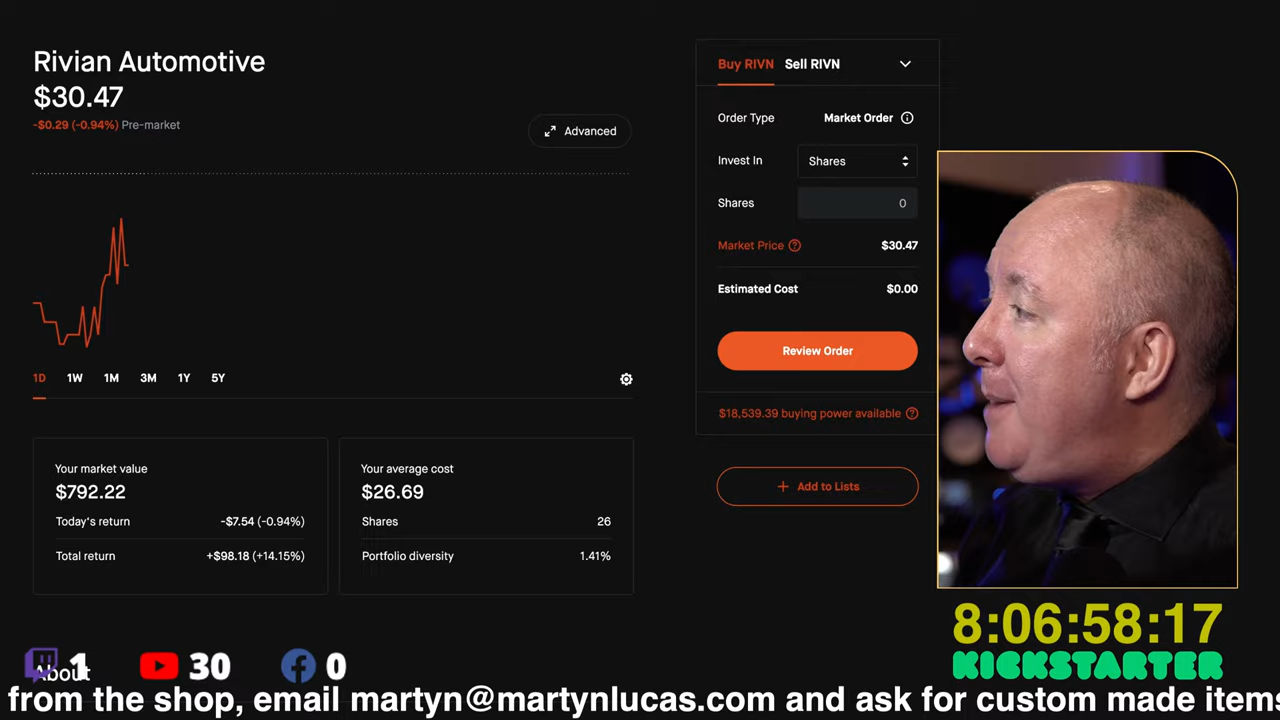 Rivian Automotive
$30.47
-$0.29 (-0.94%) Pre-market
Advanced
1D 1W 1M 3M 1Y 5Y
Your market value
$792.22
Today's return -$7.54 (-0.94%)
Total return +$98.18 (+14.15%)
Your average cost
$26.69
Shares 26
Portfolio diversity 1.41%
Buy RIVN Sell RIVN
Order Type Market Order
Invest In Shares
Shares 0
Market Price $30.47
Estimated Cost $0.00
Review Order
$18,539.39 buying power available
+ Add to Lists
8:06:58:17
KICKSTARTER
About
1 30 0
from the shop, email martyn@martynlucas.com and ask for custom made items